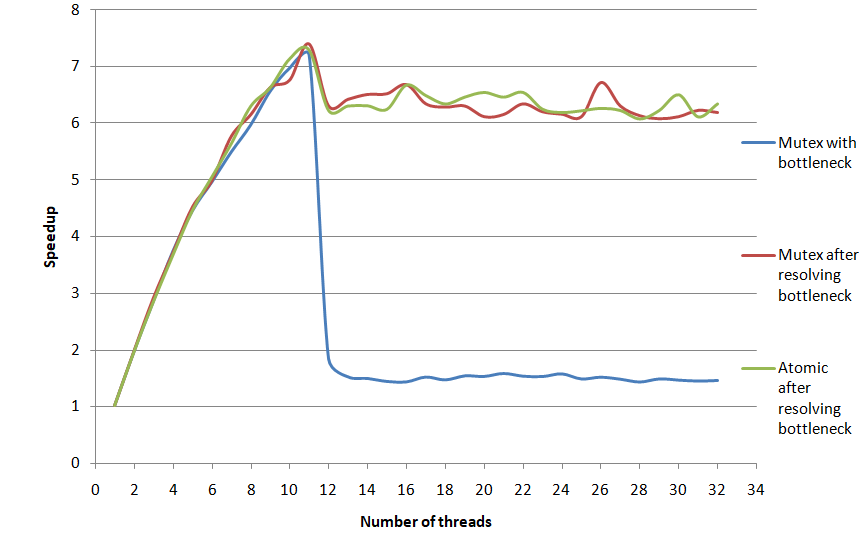 8
7
6
5
4
3
2
1
0
Speedup
0 2 4 6 8 10 12 14 16 18 20 22 24 26 28 30 32 34
Number of threads
Mutex with
bottleneck
Mutex after
resolving
bottleneck
Atomic
after
resolving
bottleneck